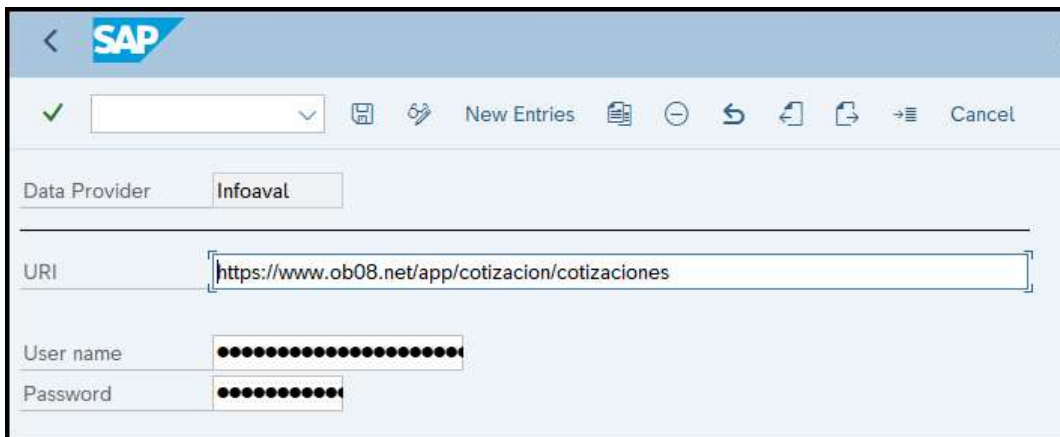 SAP
New Entries Cancel
Data Provider Infoaval
URI https://www.ob08.net/app/cotizacion/cotizaciones
User name ●●●●●●●●●●●●●●●●●●●●●●
Password ●●●●●●●●●●●